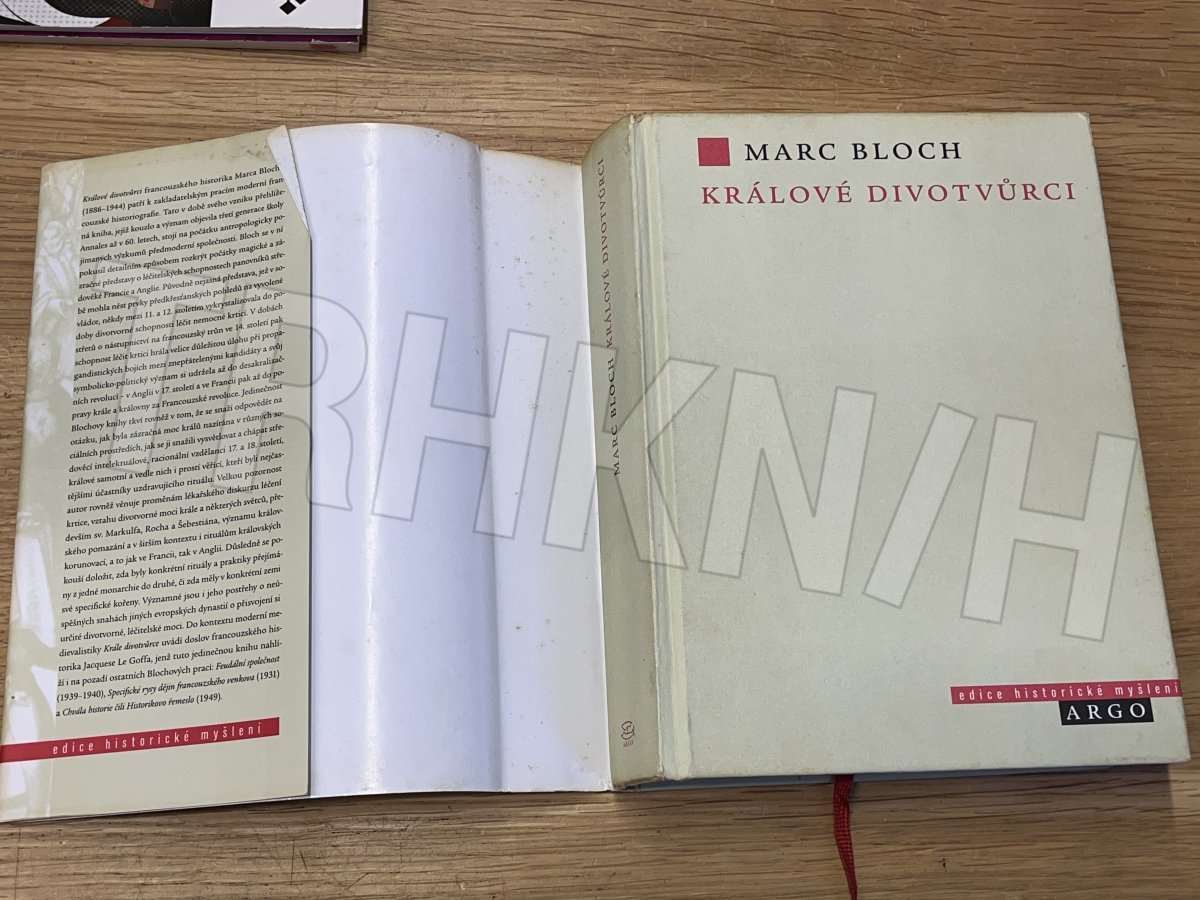 Králové divotvůrci francouzského historika Marca Bloch
(1886–1944) patří k zakladatelským pracím moderní fran-
couzské historiografie. Tato v době svého vzniku přehlíže-
ná kniha, jejíž kouzlo a význam objevila třetí generace školy
Annales až v 60. letech, stojí na počátku antropologicky po-
jímaných výzkumů předmoderní společnosti. Bloch se v ní
pokusil detailním způsobem rozkrýt počátky magické a zá-
zračné představy o léčitelských schopnostech panovníků stře-
dověké Francie a Anglie. Původně nejasná představa, jež v so-
bě mohla nést prvky předkřesťanských pohledů na vyvolené
vládce, někdy mezi 11. a 12. stoletím vykrystalizovala do po-
doby divotvorné schopnosti léčit nemocné krticí. V dobách
střetů o nástupnictví na francouzský trůn ve 14. století pak
schopnost léčit krtici hrála velice důležitou úlohu při propa-
gandistických bojích mezi znepřátelenými kandidáty a svůj
symbolicko-politický význam si udržela až do desakralizač-
ních revolucí – v Anglii v 17. století a ve Francii pak až do po-
pravy krále a královny za Francouzské revoluce. Jedinečnost
Blochovy knihy tkví rovněž v tom, že se snaží odpovědět na
otázku, jak byla zázračná moc králů nazírána v různých so-
ciálních prostředích, jak se ji snažili vysvětlovat a chápat stře-
dověcí intelektuálové, racionální vzdělanci 17. a 18. století,
králové samotní a vedle nich i prostí věřící, kteří byli nejčas-
tějšími účastníky uzdravujícího rituálu. Velkou pozornost
autor rovněž věnuje proměnám lékařského diskurzu léčení
krtice, vztahu divotvorné moci krále a některých světců, pře-
devším sv. Markulfa, Rocha a Šebestiána, významu králov-
ského pomazání a v širším kontextu i rituálům královských
korunovací, a to jak ve Francii, tak v Anglii. Důsledně se po-
kouší doložit, zda byly konkrétní rituály a praktiky přejímá-
ny z jedné monarchie do druhé, či zda měly v konkrétní zemi
své specifické kořeny. Významné jsou i jeho postřehy o neú-
spěšných snahách jiných evropských dynastií o přisvojení si
určité divotvorné, léčitelské moci. Do kontextu moderní me-
dievalistiky Krále divotvůrce uvádí doslov francouzského his-
torika Jacquese Le Goffa, jenž tuto jedinečnou knihu nahlí-
ží i na pozadí ostatních Blochových prací: Feudální společnost
(1939–1940), Specifické rysy dějin francouzského venkova (1931)
a Chvála historie čili Historikovo řemeslo (1949).
edice historické myšlení
MARC BLOCH KRÁLOVÉ DIVOTVŮRCI
ARGO
MARC BLOCH
KRÁLOVÉ DIVOTVŮRCI
edice historické myšlení
ARGO
TRHKN/H